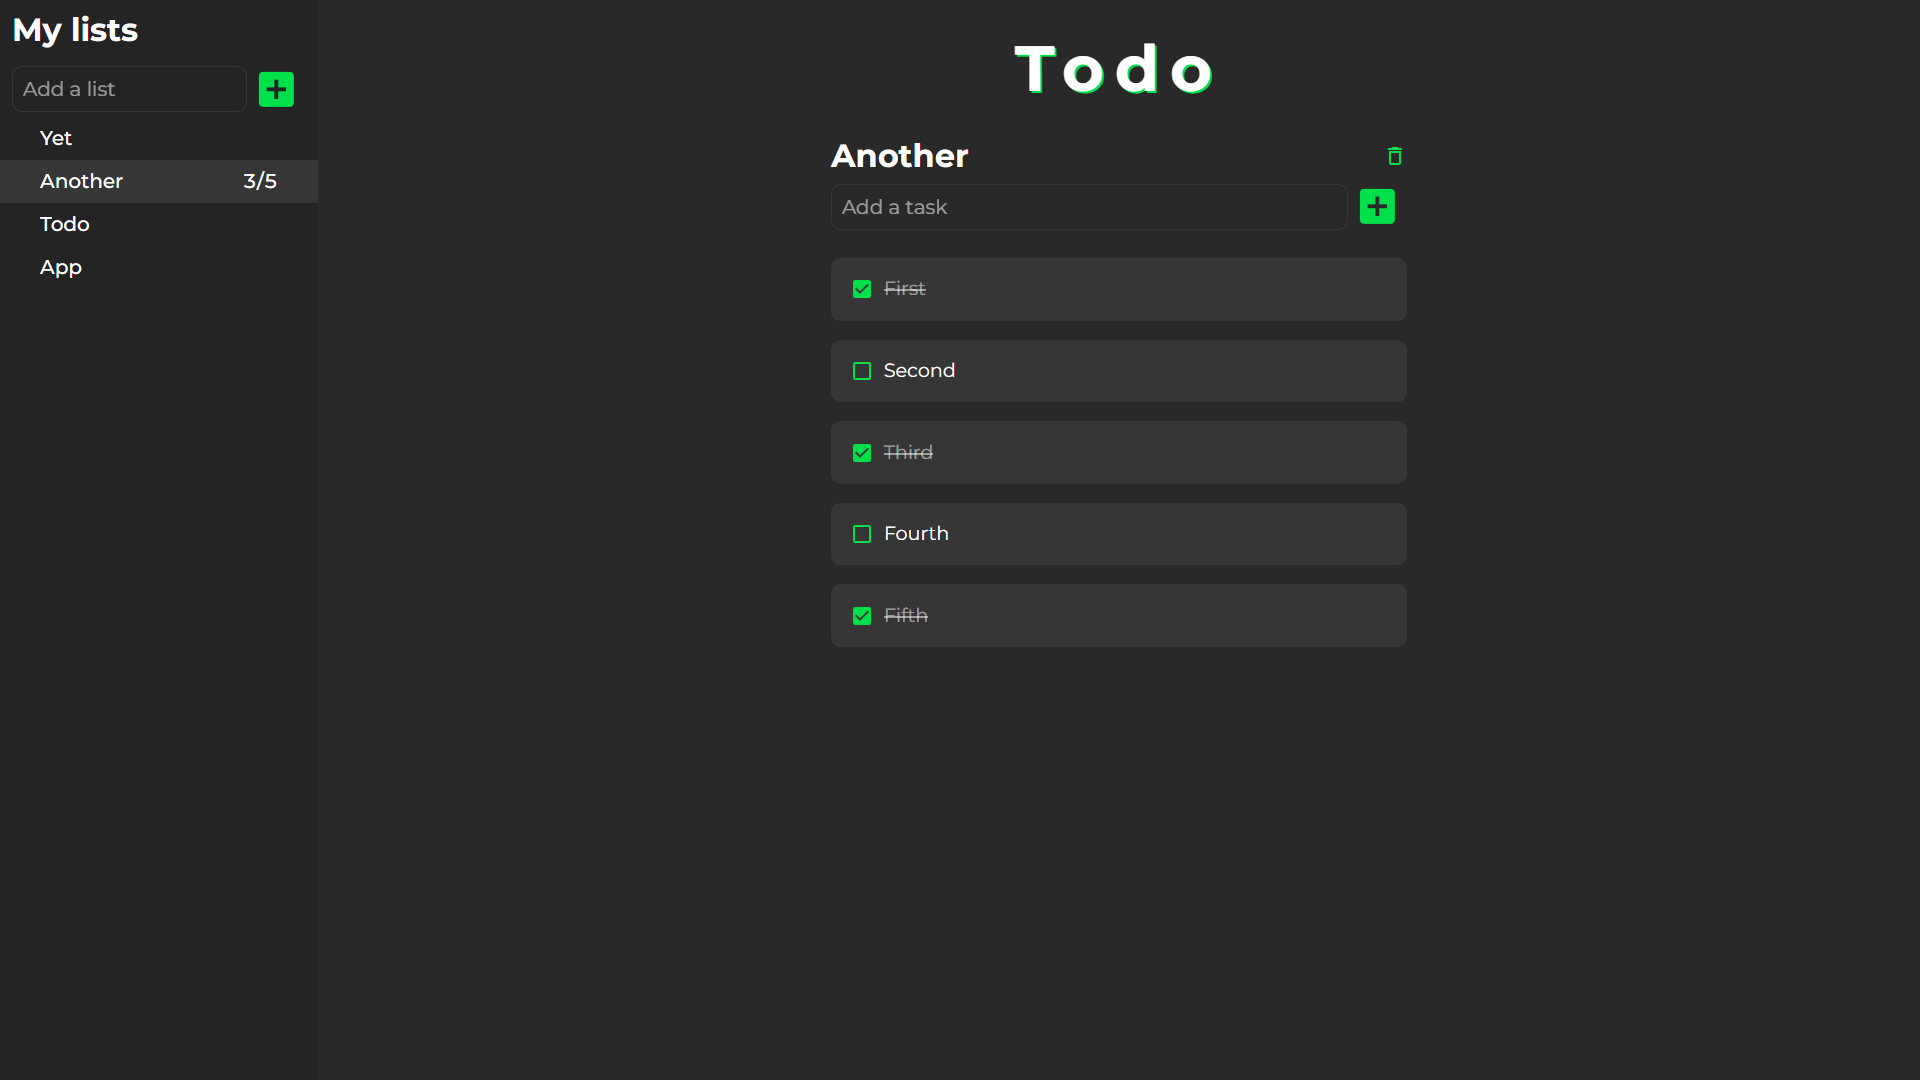 My lists
Add a list
Yet
Another 3/5
Todo
App
Todo
Another
Add a task
First
Second
Third
Fourth
Fifth